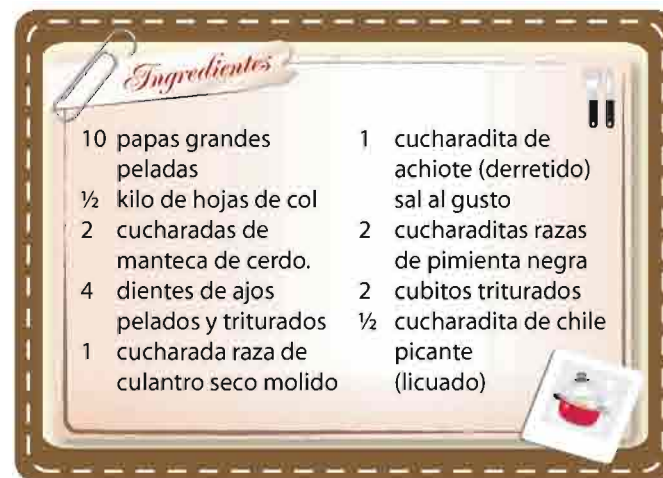 Ingredientes
10 papas grandes
peladas
½ kilo de hojas de col
2 cucharadas de
manteca de cerdo.
4 dientes de ajos
pelados y triturados
1 cucharada raza de
culantro seco molido
1 cucharadita de
achiote (derretido)
sal al gusto
2 cucharaditas razas
de pimienta negra
2 cubitos triturados
½ cucharadita de chile
picante
(licuado)